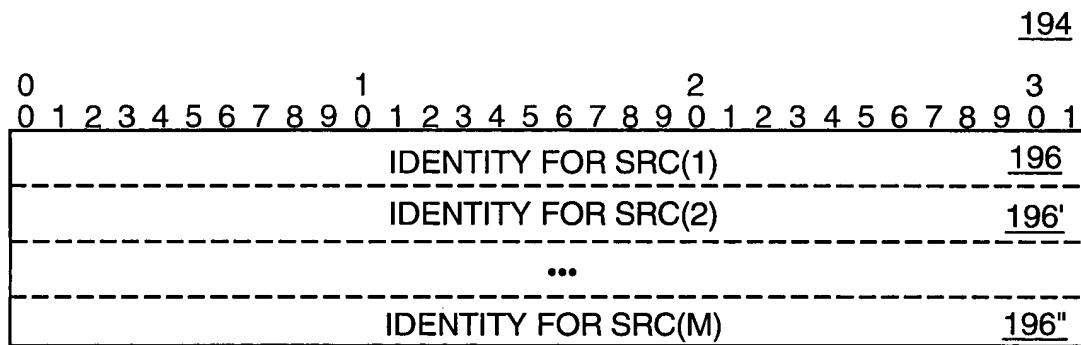 194
0 1 2 3
0 1 2 3 4 5 6 7 8 9 0 1 2 3 4 5 6 7 8 9 0 1 2 3 4 5 6 7 8 9 0 1
IDENTITY FOR SRC(1) 196
IDENTITY FOR SRC(2) 196'
•••
IDENTITY FOR SRC(M) 196"